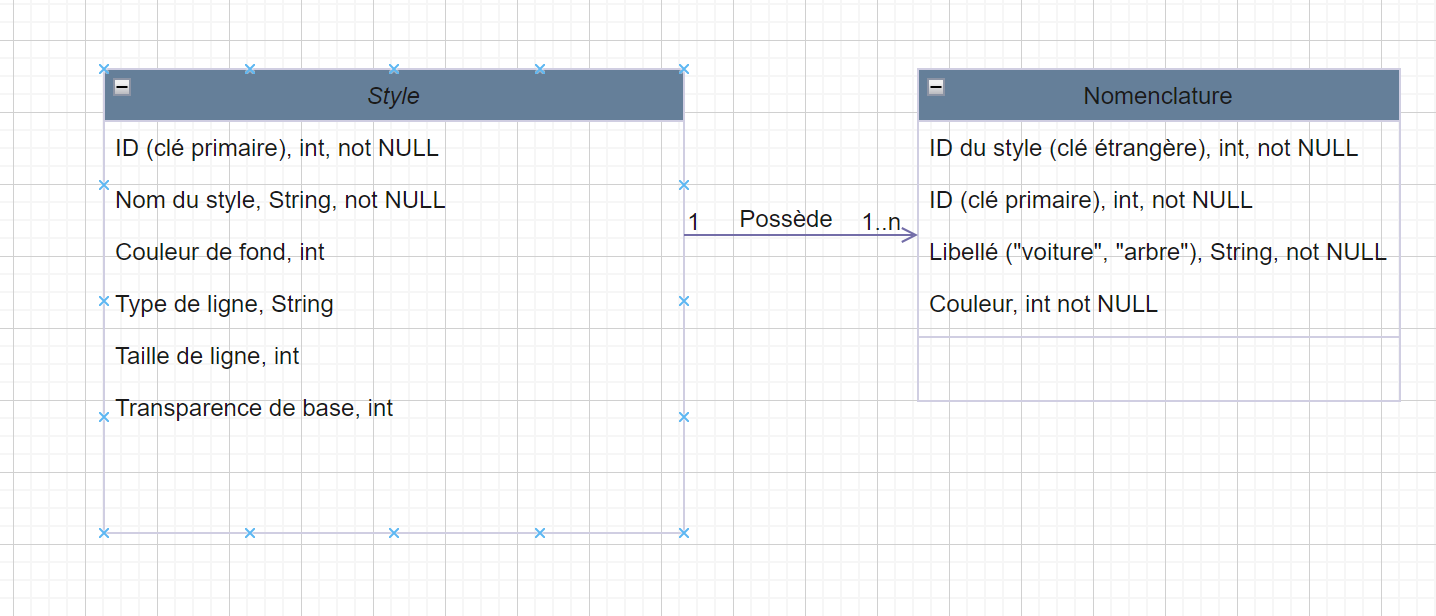 Style
ID (clé primaire), int, not NULL
Nom du style, String, not NULL
Couleur de fond, int
Type de ligne, String
Taille de ligne, int
Transparence de base, int
1 Possède 1..n
Nomenclature
ID du style (clé étrangère), int, not NULL
ID (clé primaire), int, not NULL
Libellé ("voiture", "arbre"), String, not NULL
Couleur, int not NULL